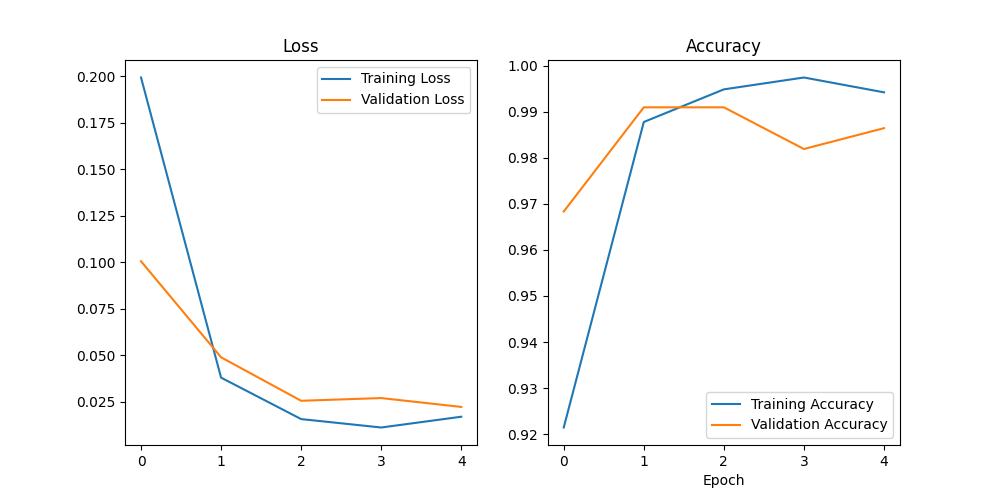 Loss
0.200
0.175
0.150
0.125
0.100
0.075
0.050
0.025
0 1 2 3 4
Training Loss
Validation Loss
Accuracy
1.00
0.99
0.98
0.97
0.96
0.95
0.94
0.93
0.92
0 1 2 3 4
Epoch
Training Accuracy
Validation Accuracy